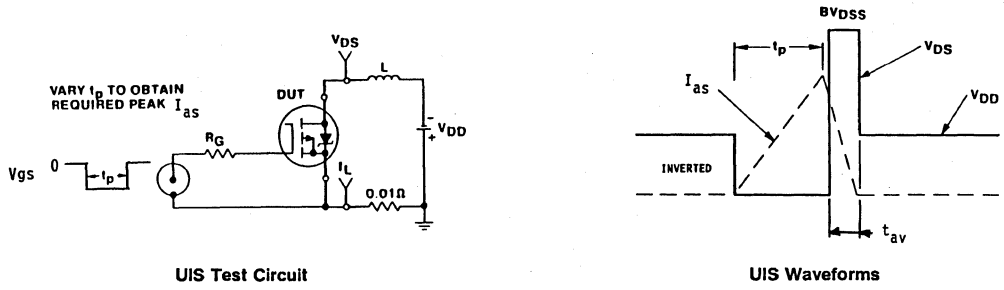 VDS
L
VARY tp TO OBTAIN
REQUIRED PEAK Ias
DUT
RG
-
+
VDD
Vgs
0
tp
IL
0.01Ω
UIS Test Circuit
BVDSS
tp
VDS
Ias
VDD
INVERTED
tav
UIS Waveforms